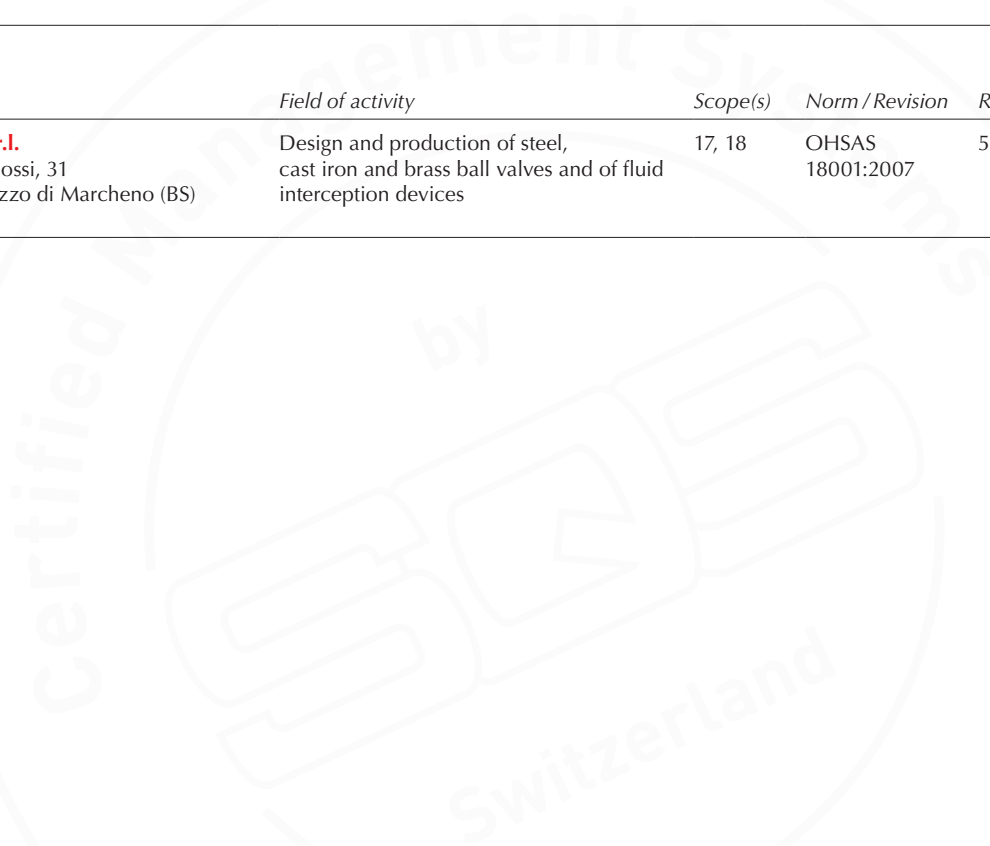 Field of activity Scope(s) Norm / Revision R
r.l. Design and production of steel, 17, 18 OHSAS 5
ossi, 31 cast iron and brass ball valves and of fluid 18001:2007
zzo di Marcheno (BS) interception devices
Certified Management Systems
by
SQS
Switzerland